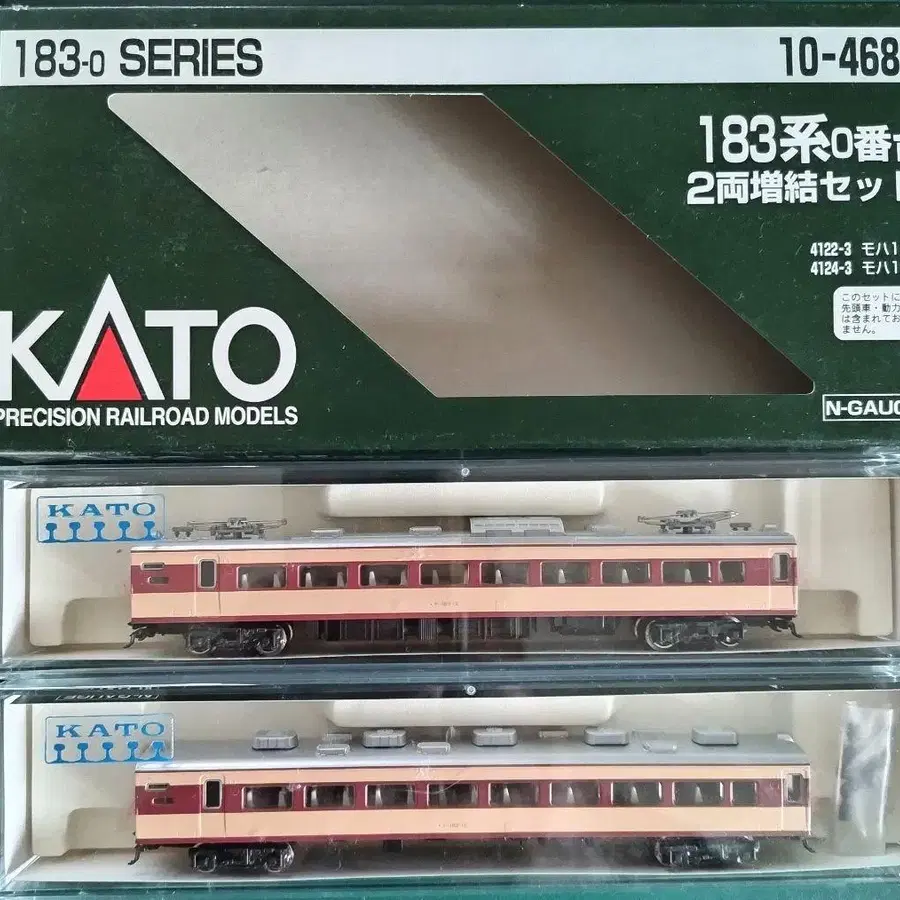 183-0 SERIES
10-468
183系0番台
2両増結セット
4122-3 モハ1
4124-3 モハ1
このセットに
先頭車・動力
は含まれてお
ません。
KATO
PRECISION RAILROAD MODELS
N-GAUG
KATO
KATO